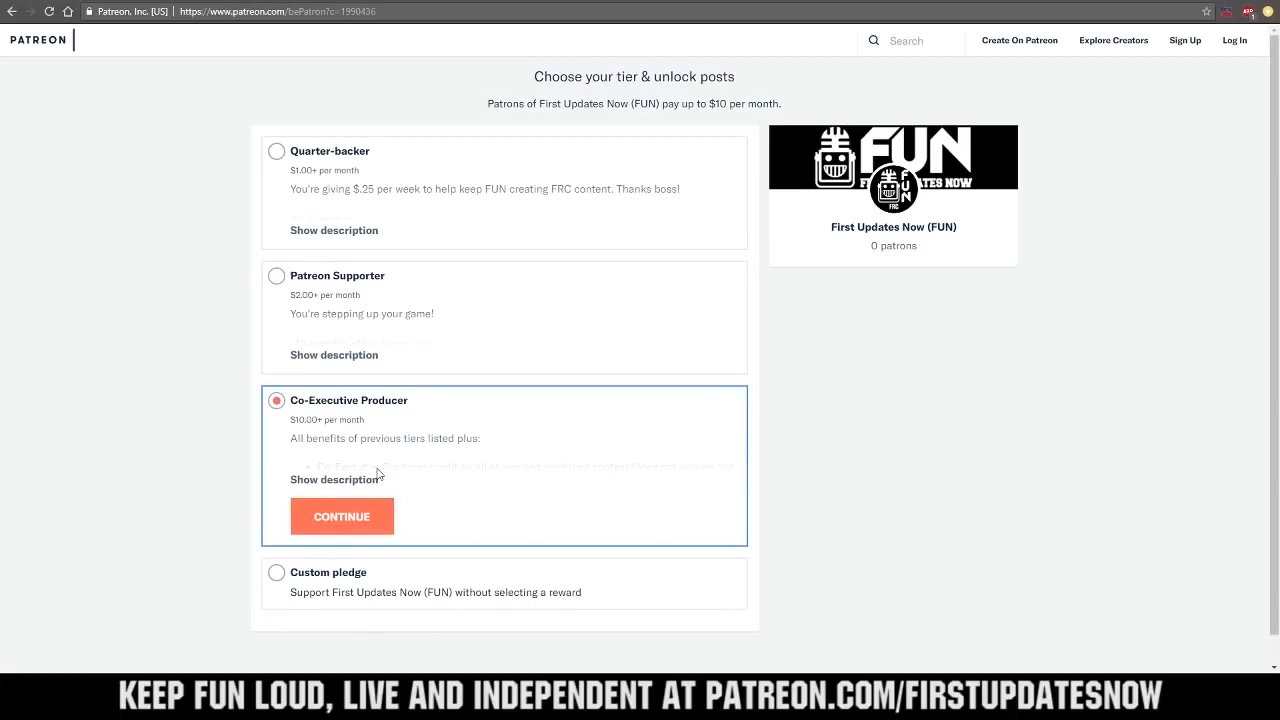 Patreon, Inc. [US] | https://www.patreon.com/bePatron?c=1990436
PATREON
Search
Create On Patreon
Explore Creators
Sign Up
Log In
Choose your tier & unlock posts
Patrons of First Updates Now (FUN) pay up to $10 per month.
Quarter-backer
$1.00+ per month
You're giving $.25 per week to help keep FUN creating FRC content. Thanks boss!
Show description
Patreon Supporter
$2.00+ per month
You're stepping up your game!
Show description
Co-Executive Producer
$10.00+ per month
All benefits of previous tiers listed plus:
Show description
CONTINUE
Custom pledge
Support First Updates Now (FUN) without selecting a reward
FUN
FUN
FRC
First Updates Now (FUN)
0 patrons
KEEP FUN LOUD, LIVE AND INDEPENDENT AT PATREON.COM/FIRSTUPDATESNOW